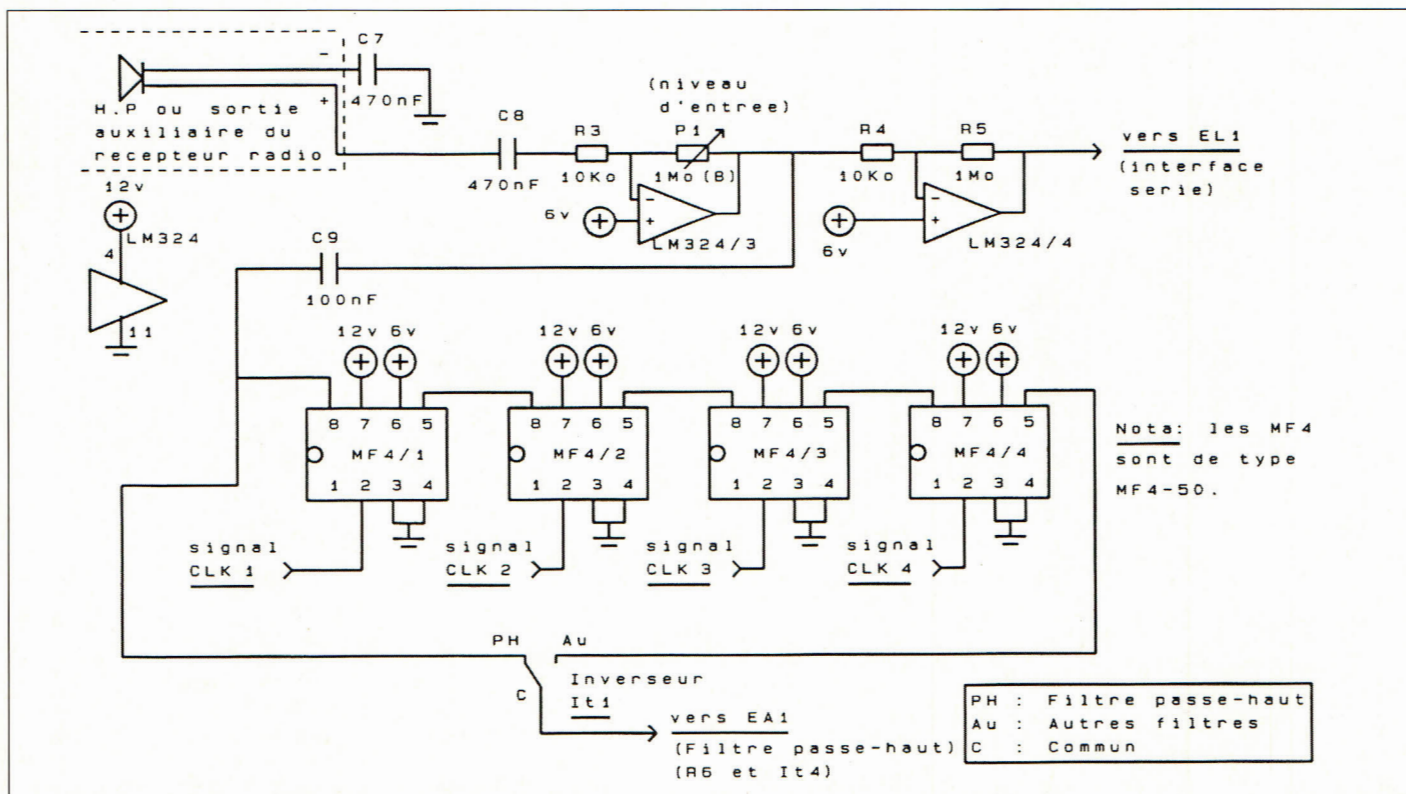 C7
470nF
-
+
H.P ou sortie
auxiliaire du
recepteur radio
C8
470nF
R3
10Ko
(niveau
d'entree)
P1
1Mo (B)
-
+
6v
LM324/3
R4
10Ko
R5
1Mo
-
+
6v
LM324/4
vers EL1
(interface
serie)
12v
+
LM324
4
11
C9
100nF
12v 6v
+ +
8 7 6 5
MF4/1
1 2 3 4
12v 6v
+ +
8 7 6 5
MF4/2
1 2 3 4
12v 6v
+ +
8 7 6 5
MF4/3
1 2 3 4
12v 6v
+ +
8 7 6 5
MF4/4
1 2 3 4
Nota: les MF4
sont de type
MF4-50.
signal
CLK 1
signal
CLK 2
signal
CLK 3
signal
CLK 4
PH Au
C
Inverseur
It1
vers EA1
(Filtre passe-haut)
(R6 et It4)
PH : Filtre passe-haut
Au : Autres filtres
C : Commun